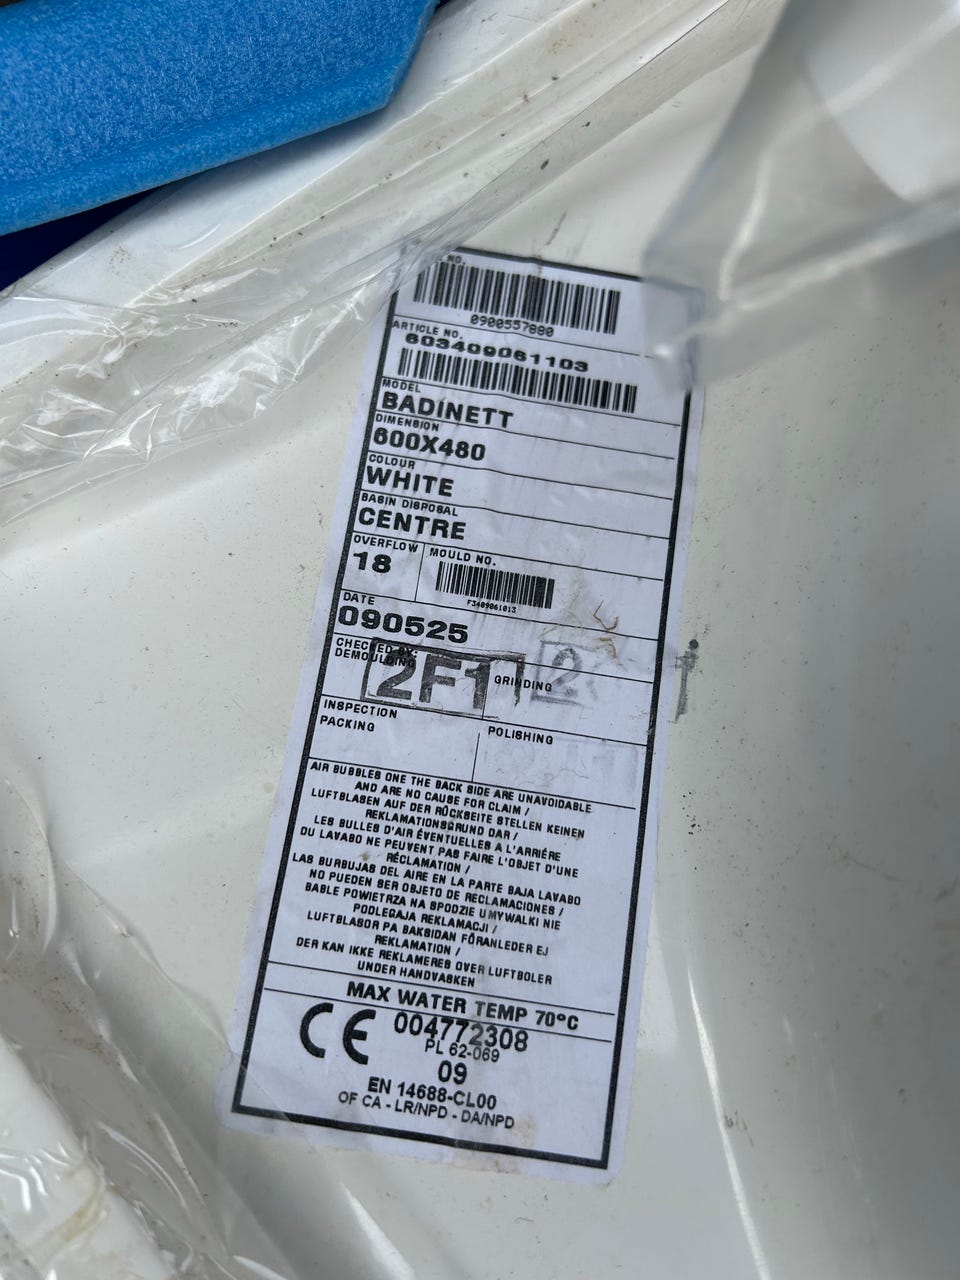 NO.
0900557880
ARTICLE NO.
603409061103
MODEL
BADINETT
DIMENSION
600X480
COLOUR
WHITE
BASIN DISPOSAL
CENTRE
OVERFLOW
18
MOULD NO.
F3409061013
DATE
090525
CHECKED BY:
DEMOULDING
2F1
GRINDING
2
INSPECTION
PACKING
POLISHING
AIR BUBBLES ONE THE BACK SIDE ARE UNAVOIDABLE
AND ARE NO CAUSE FOR CLAIM /
LUFTBLASEN AUF DER RÖCKSEITE STELLEN KEINEN
REKLAMATIONSGRUND DAR /
LES BULLES D'AIR ÉVENTUELLES A L'ARRIÉRE
DU LAVABO NE PEUVENT PAS FAIRE L'OBJET D'UNE
RÉCLAMATION /
LAS BURBUJAS DEL AIRE EN LA PARTE BAJA LAVABO
NO PUEDEN SER OBJETO DE RECLAMACIONES /
BABLE POWIETRZA NA SPODZIE UMYWALKI NIE
PODLEGAJA REKLAMACJI /
LUFTBLASOR PA BAKSIDAN FÖRANLEDER EJ
REKLAMATION /
DER KAN IKKE REKLAMERES OVER LUFTBOLER
UNDER HANDVASKEN
MAX WATER TEMP 70°C
CE 004772308
PL 62-069
09
EN 14688-CL00
OF CA - LR/NPD - DA/NPD